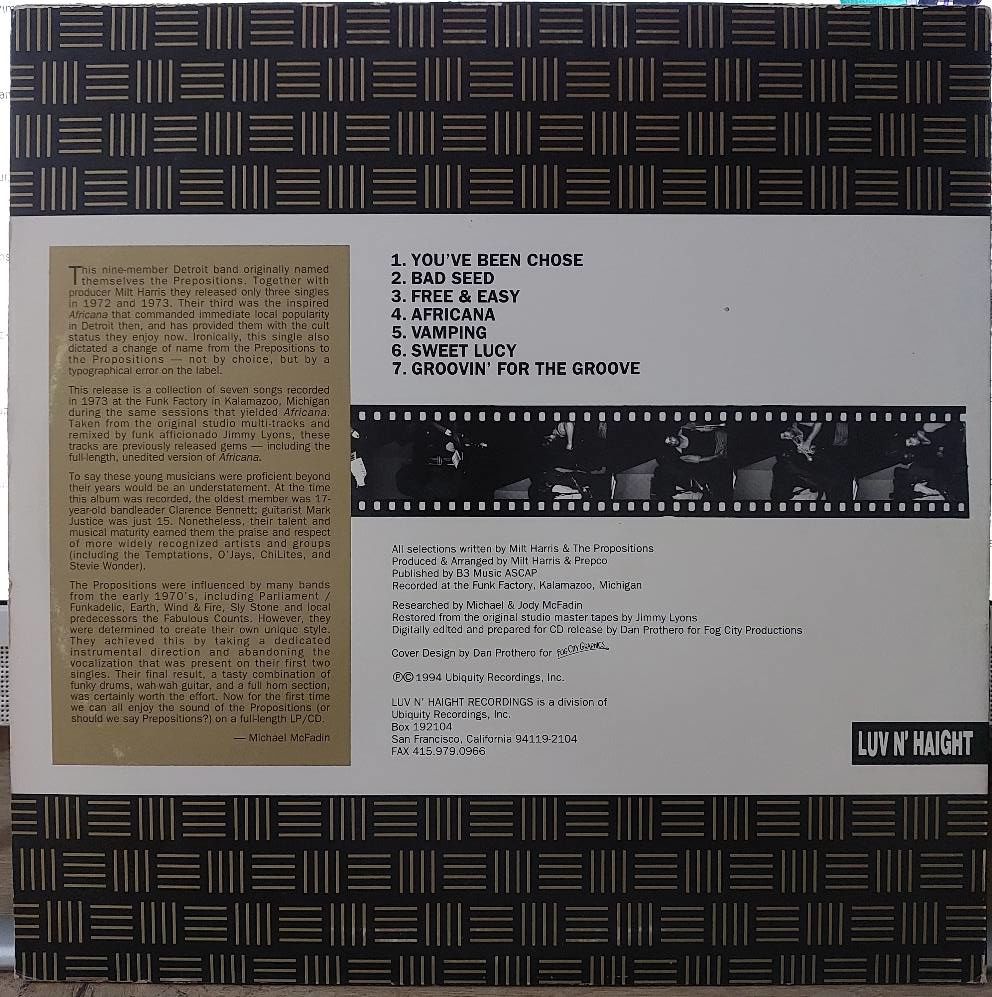 This nine-member Detroit band originally named
themselves the Prepositions. Together with
producer Milt Harris they released only three singles
in 1972 and 1973. Their third was the inspired
Africana that commanded immediate local popularity
in Detroit then, and has provided them with the cult
status they enjoy now. Ironically, this single also
dictated a change of name from the Prepositions to
the Propositions — not by choice, but by a
typographical error on the label.
This release is a collection of seven songs recorded
in 1973 at the Funk Factory in Kalamazoo, Michigan
during the same sessions that yielded Africana.
Taken from the original studio multi-tracks and
remixed by funk afficionado Jimmy Lyons, these
tracks are previously released gems — including the
full-length, unedited version of Africana.
To say these young musicians were proficient beyond
their years would be an understatement. At the time
this album was recorded, the oldest member was 17-
year-old bandleader Clarence Bennett; guitarist Mark
Justice was just 15. Nonetheless, their talent and
musical maturity earned them the praise and respect
of more widely recognized artists and groups
(including the Temptations, O'Jays, ChiLites, and
Stevie Wonder).
The Propositions were influenced by many bands
from the early 1970's, including Parliament /
Funkadelic, Earth, Wind & Fire, Sly Stone and local
predecessors the Fabulous Counts. However, they
were determined to create their own unique style.
They achieved this by taking a dedicated
instrumental direction and abandoning the
vocalization that was present on their first two
singles. Their final result, a tasty combination of
funky drums, wah-wah guitar, and a full horn section,
was certainly worth the effort. Now for the first time
we can all enjoy the sound of the Propositions (or
should we say Prepositions?) on a full-length LP/CD.
— Michael McFadin
1. YOU'VE BEEN CHOSE
2. BAD SEED
3. FREE & EASY
4. AFRICANA
5. VAMPING
6. SWEET LUCY
7. GROOVIN' FOR THE GROOVE
All selections written by Milt Harris & The Propositions
Produced & Arranged by Milt Harris & Prepco
Published by B3 Music ASCAP
Recorded at the Funk Factory, Kalamazoo, Michigan
Researched by Michael & Jody McFadin
Restored from the original studio master tapes by Jimmy Lyons
Digitally edited and prepared for CD release by Dan Prothero for Fog City Productions
Cover Design by Dan Prothero for
℗© 1994 Ubiquity Recordings, Inc.
LUV N' HAIGHT RECORDINGS is a division of
Ubiquity Recordings, Inc.
Box 192104
San Francisco, California 94119-2104
FAX 415.979.0966
LUV N' HAIGHT